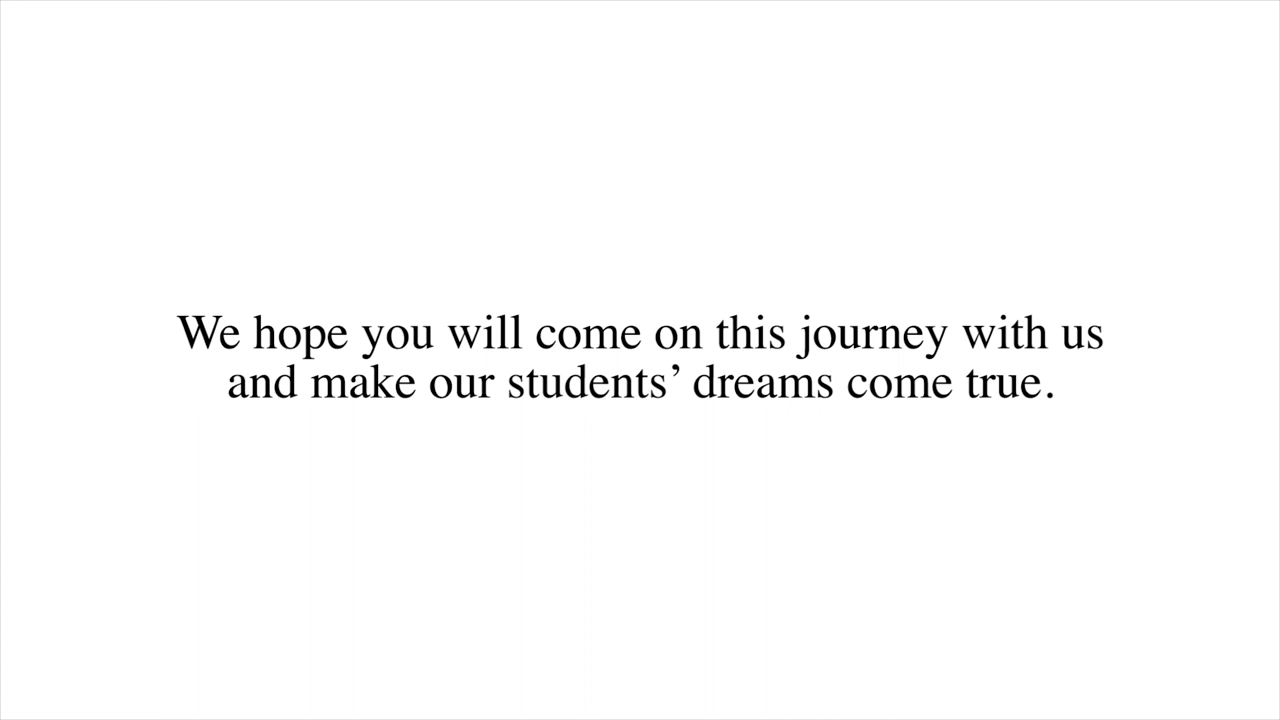 We hope you will come on this journey with us
and make our students’ dreams come true.